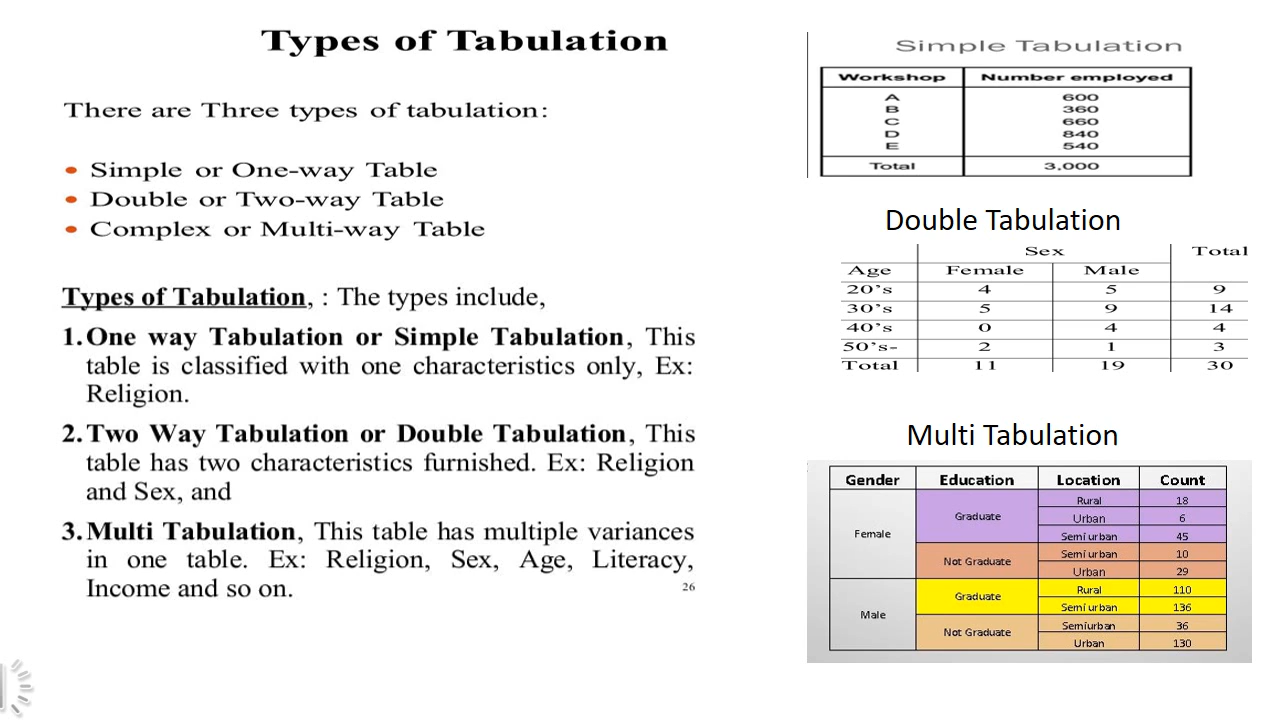 Types of Tabulation
There are Three types of tabulation:
• Simple or One-way Table
• Double or Two-way Table
• Complex or Multi-way Table
Types of Tabulation, : The types include,
1. One way Tabulation or Simple Tabulation, This
table is classified with one characteristics only, Ex:
Religion.
2. Two Way Tabulation or Double Tabulation, This
table has two characteristics furnished. Ex: Religion
and Sex, and
3. Multi Tabulation, This table has multiple variances
in one table. Ex: Religion, Sex, Age, Literacy,
Income and so on.
26
Simple Tabulation
Workshop Number employed
A 600
B 360
C 660
D 840
E 540
Total 3,000
Double Tabulation
Sex Total
Age Female Male
20's 4 5 9
30's 5 9 14
40's 0 4 4
50's- 2 1 3
Total 11 19 30
Multi Tabulation
Gender Education Location Count
Female Graduate Rural 18
Urban 6
Semi urban 45
Not Graduate Semi urban 10
Urban 29
Male Graduate Rural 110
Semi urban 136
Not Graduate Semiurban 36
Urban 130